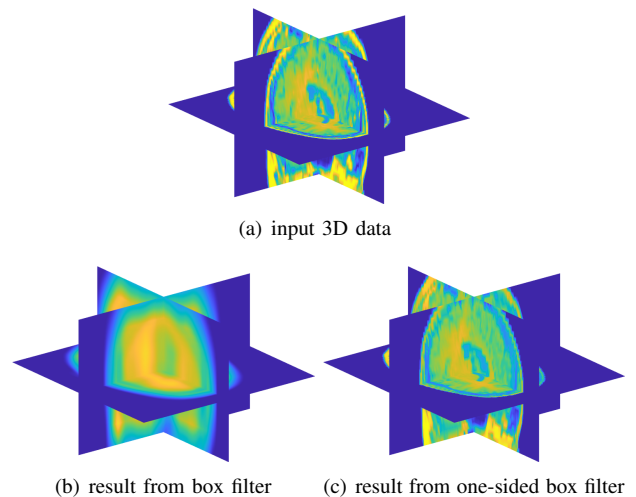 (a) input 3D data
(b) result from box filter
(c) result from one-sided box filter